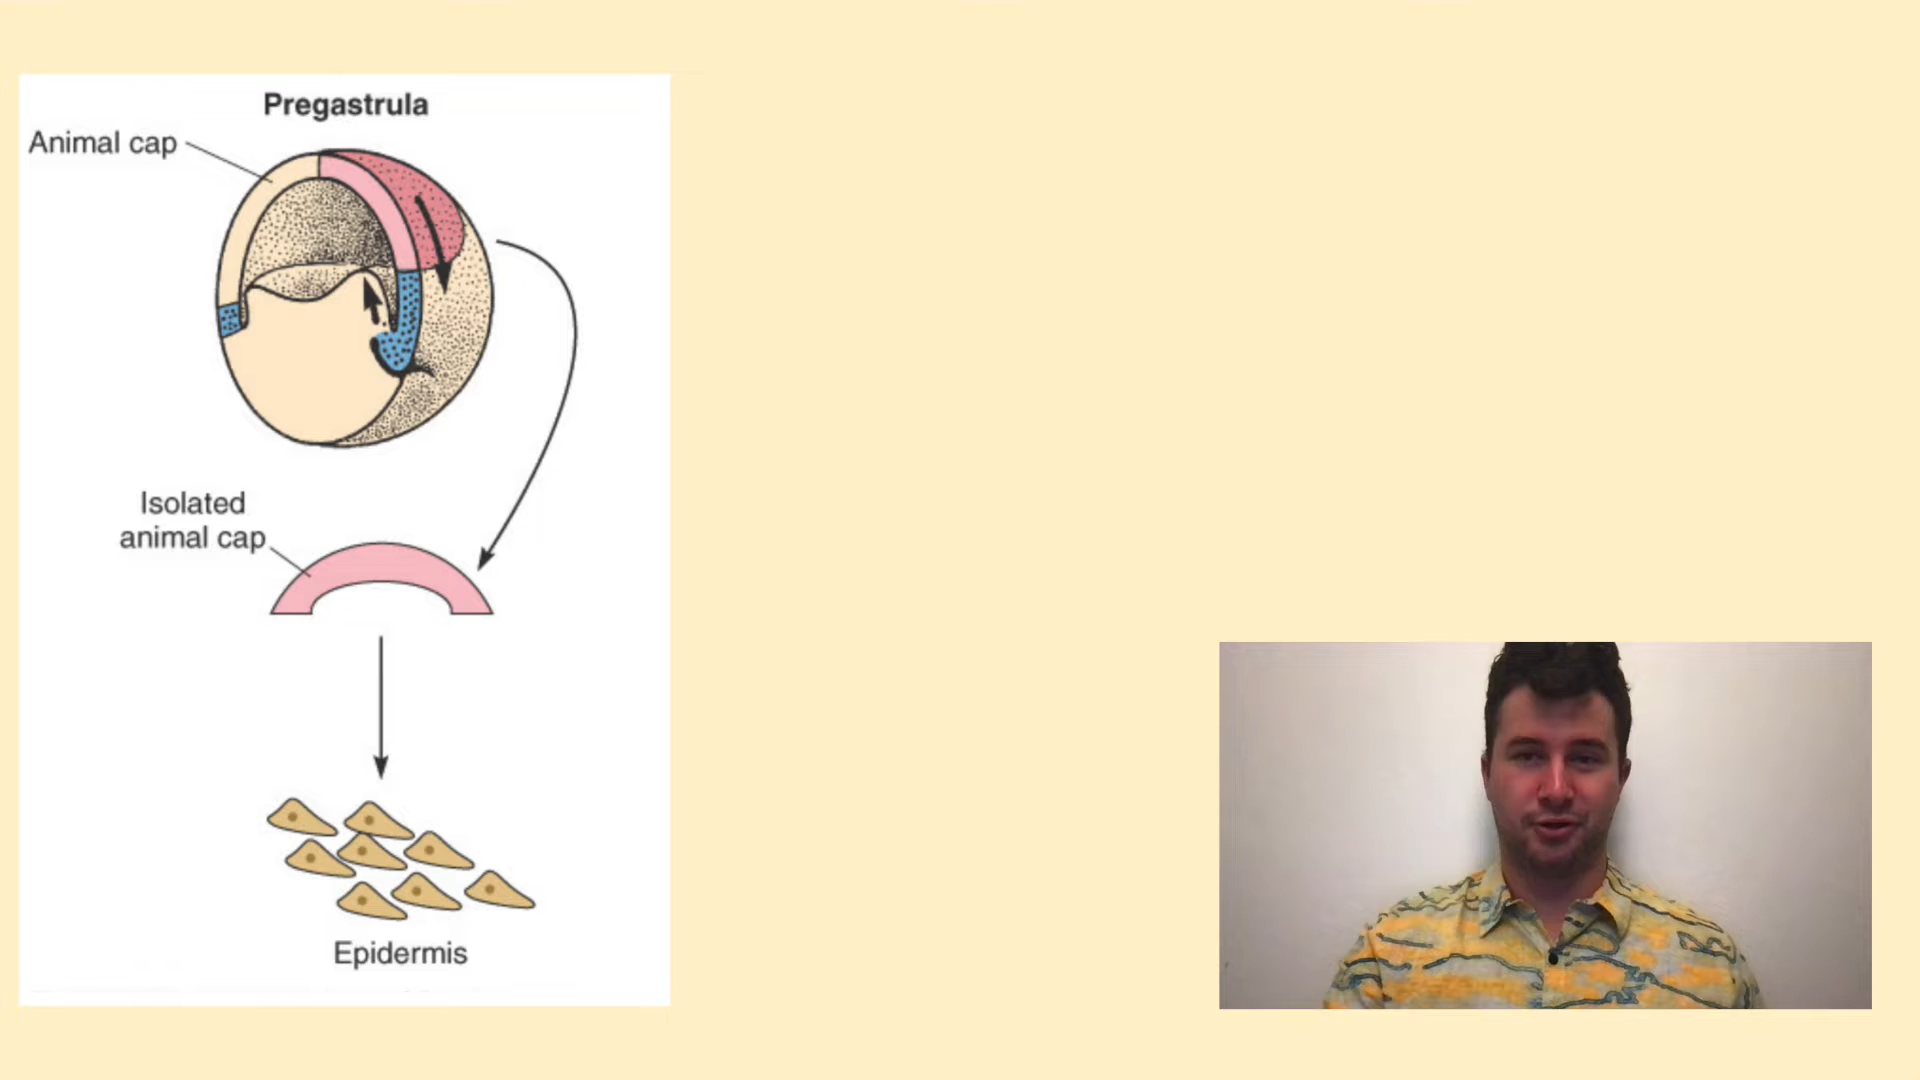 Pregastrula
Animal cap
Isolated
animal cap
Epidermis